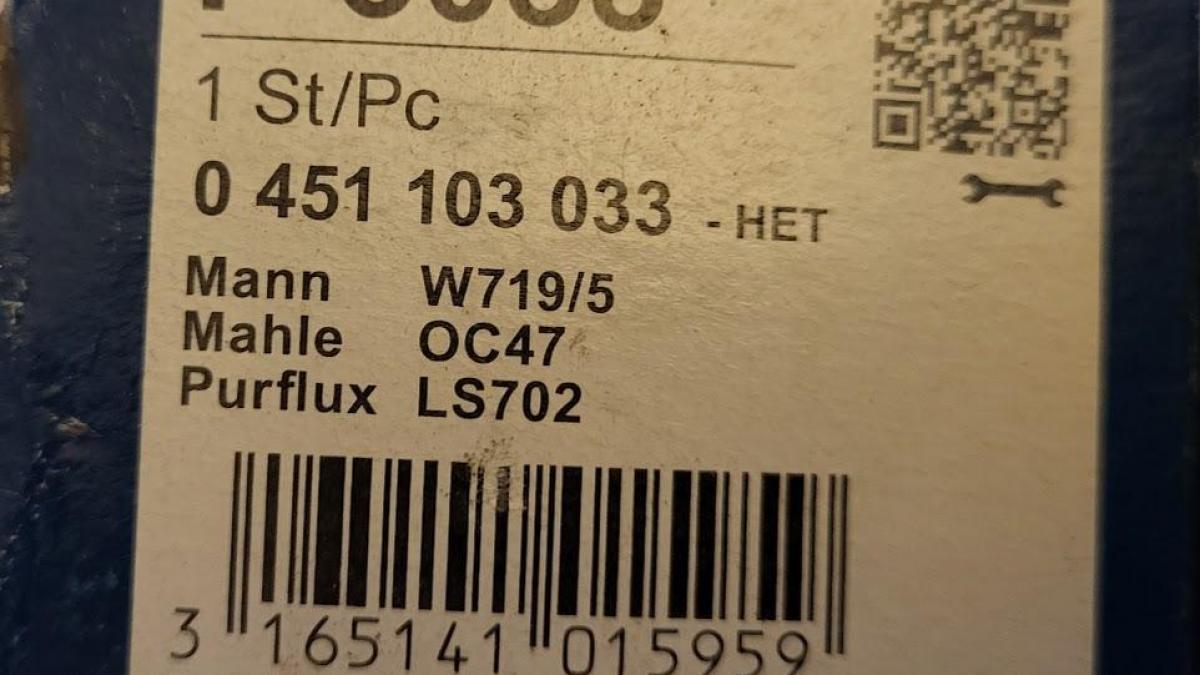 1 St/Pc
0 451 103 033 - HET
Mann W719/5
Mahle OC47
Purflux LS702
3 165141 015959